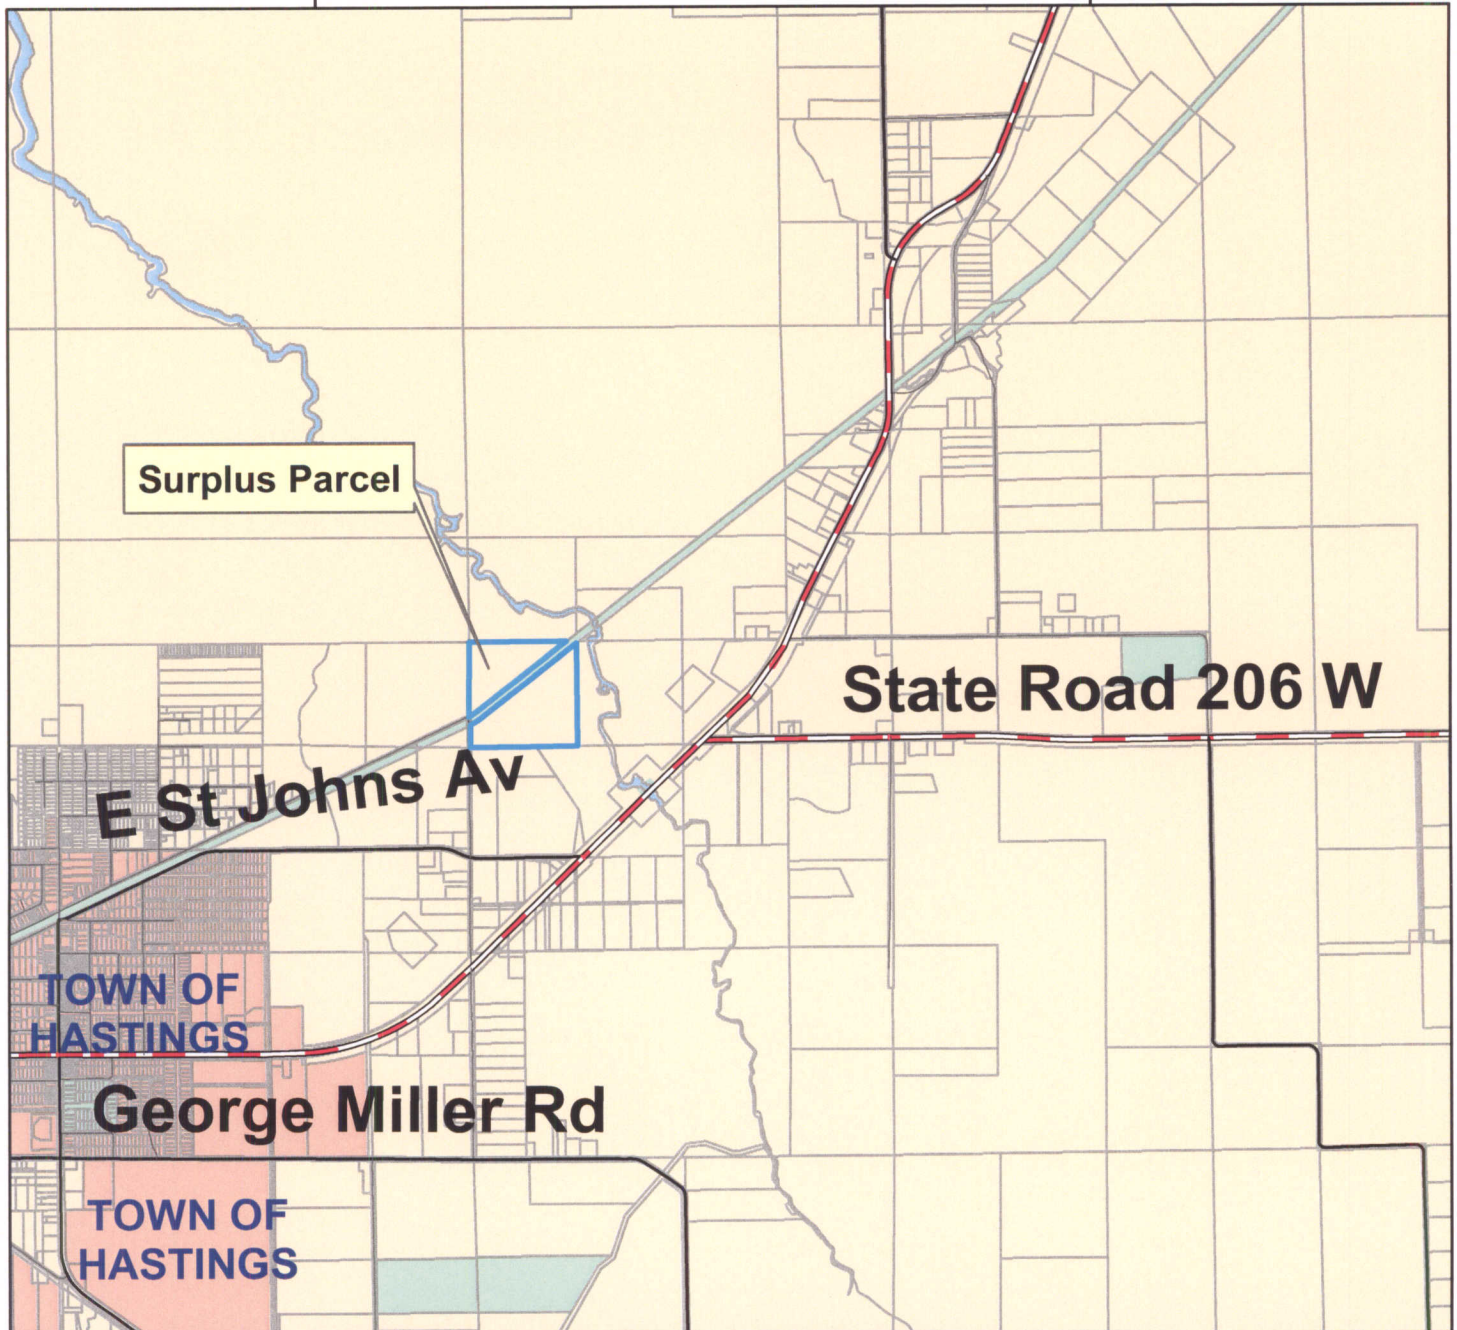 Surplus Parcel
State Road 206 W
E St Johns Av
TOWN OF
HASTINGS
George Miller Rd
TOWN OF
HASTINGS